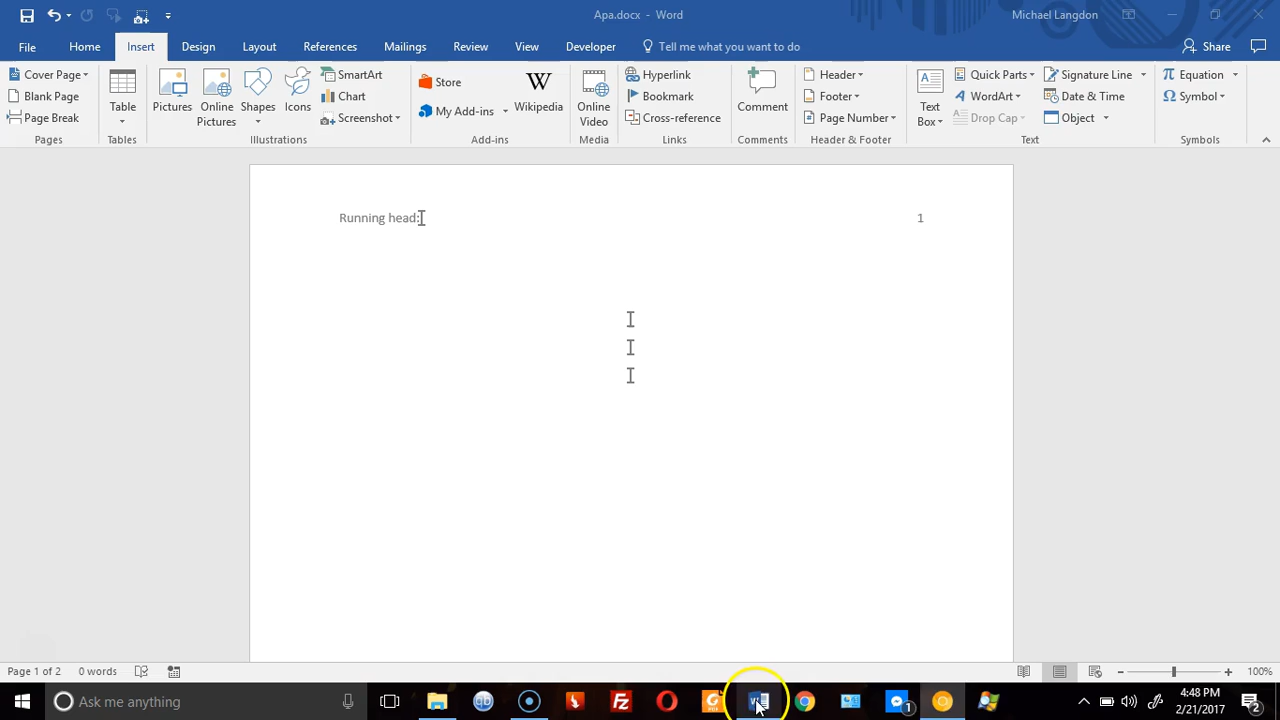 Apa.docx - Word
Michael Langdon
File Home Insert Design Layout References Mailings Review View Developer Tell me what you want to do Share
Cover Page
Blank Page
Page Break
Pages
Table
Tables
Pictures
Online Pictures
Shapes
Icons
SmartArt
Chart
Screenshot
Illustrations
Store
My Add-ins
W
Wikipedia
Add-ins
Online Video
Media
Hyperlink
Bookmark
Cross-reference
Links
Comment
Comments
Header
Footer
Page Number
Header & Footer
Text Box
Quick Parts
WordArt
Drop Cap
Signature Line
Date & Time
Object
Text
Equation
Symbol
Symbols
Running head: 1
Page 1 of 2 0 words 100%
Ask me anything
qb
Fz
PDF
W
1
4:48 PM
2/21/2017
2